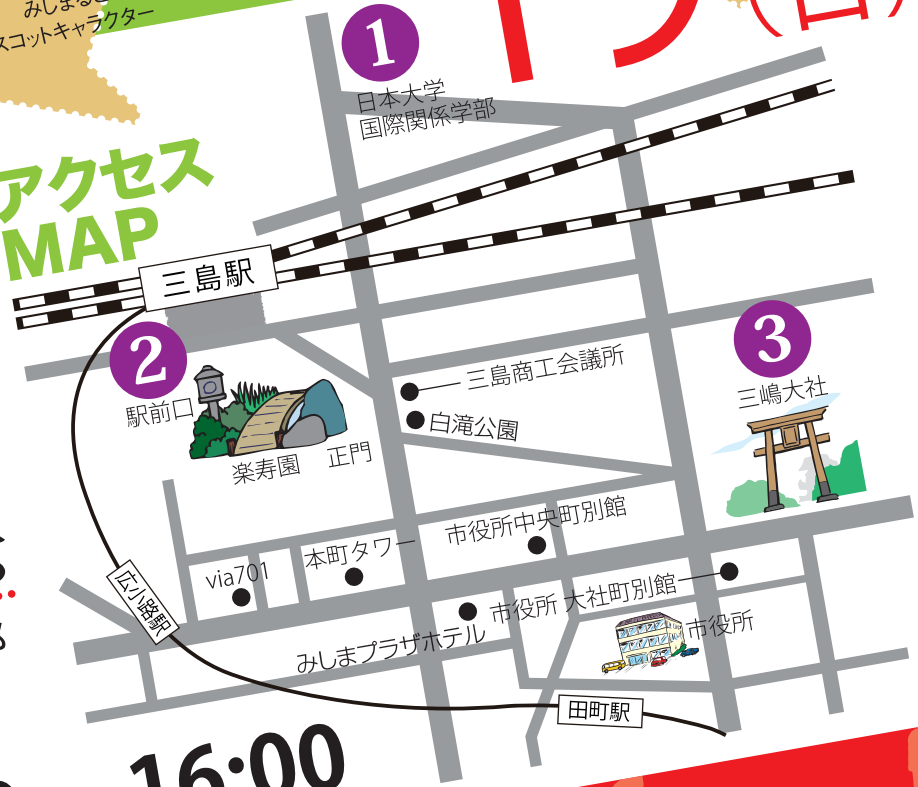 スコットキャラクター
アクセス
MAP
1
日本大学
国際関係学部
三島駅
2
駅前口
楽寿園 正門
三島商工会議所
白滝公園
3
三嶋大社
市役所中央町別館
本町タワー
via701
広小路駅
市役所 大社町別館
みしまプラザホテル
市役所
田町駅
16:00